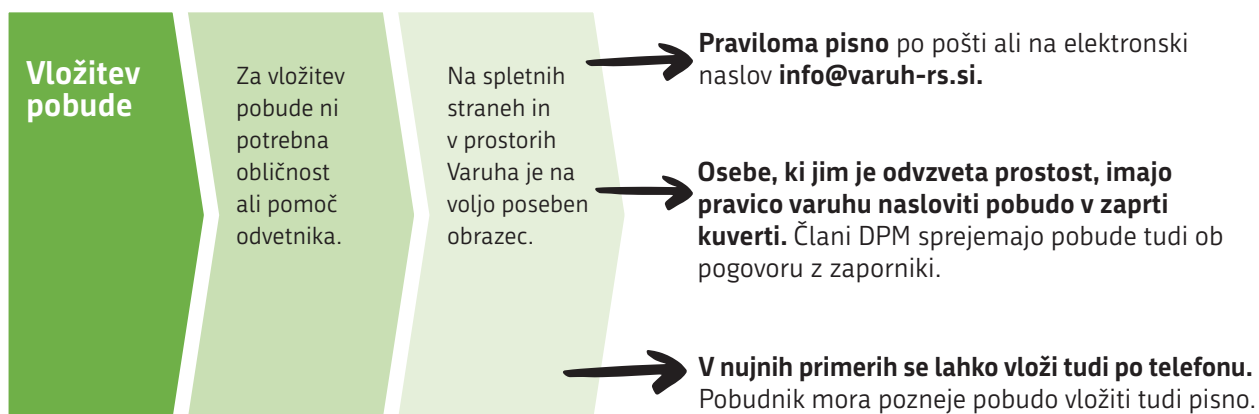 Vložitev
pobude
Za vložitev
pobude ni
potrebna
obličnost
ali pomoč
odvetnika.
Na spletnih
straneh in
v prostorih
Varuha je na
voljo poseben
obrazec.
Praviloma pisno po pošti ali na elektronski
naslov info@varuh-rs.si.
Osebe, ki jim je odvzveta prostost, imajo
pravico varuhu nasloviti pobudo v zaprti
kuverti. Člani DPM sprejemajo pobude tudi ob
pogovoru z zaporniki.
V nujnih primerih se lahko vloži tudi po telefonu.
Pobudnik mora pozneje pobudo vložiti tudi pisno.